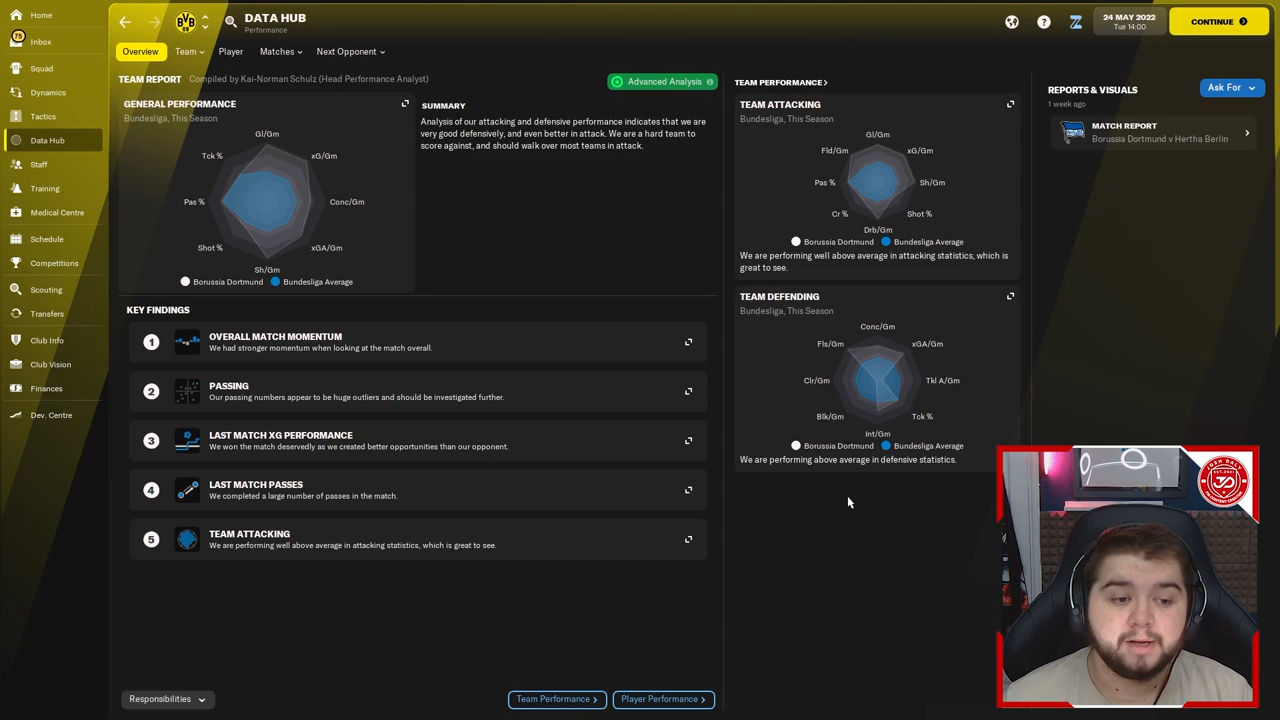 Home
76
Inbox
Squad
Dynamics
Tactics
Data Hub
Staff
Training
Medical Centre
Schedule
Competitions
Scouting
Transfers
Club Info
Club Vision
Finances
Dev. Centre
BVB
09
DATA HUB
Performance
24 MAY 2022
Tue 14:00
CONTINUE
Overview
Team
Player
Matches
Next Opponent
TEAM REPORT
Compiled by Kai-Norman Schulz (Head Performance Analyst)
Advanced Analysis
GENERAL PERFORMANCE
Bundesliga, This Season
Gl/Gm
xG/Gm
Conc/Gm
xGA/Gm
Sh/Gm
Shot %
Pas %
Tck %
Borussia Dortmund
Bundesliga Average
SUMMARY
Analysis of our attacking and defensive performance indicates that we are
very good defensively, and even better in attack. We are a hard team to
score against, and should walk over most teams in attack.
KEY FINDINGS
1
OVERALL MATCH MOMENTUM
We had stronger momentum when looking at the match overall.
2
PASSING
Our passing numbers appear to be huge outliers and should be investigated further.
3
LAST MATCH XG PERFORMANCE
We won the match deservedly as we created better opportunities than our opponent.
4
LAST MATCH PASSES
We completed a large number of passes in the match.
5
TEAM ATTACKING
We are performing well above average in attacking statistics, which is great to see.
Responsibilities
Team Performance >
Player Performance >
TEAM PERFORMANCE >
TEAM ATTACKING
Bundesliga, This Season
Gl/Gm
xG/Gm
Sh/Gm
Shot %
Drb/Gm
Cr %
Pas %
Fld/Gm
Borussia Dortmund
Bundesliga Average
We are performing well above average in attacking statistics, which is
great to see.
TEAM DEFENDING
Bundesliga, This Season
Conc/Gm
xGA/Gm
Tkl A/Gm
Tck %
Int/Gm
Blk/Gm
Clr/Gm
Fls/Gm
Borussia Dortmund
Bundesliga Average
We are performing above average in defensive statistics.
REPORTS & VISUALS
Ask For
1 week ago
MATCH REPORT
Borussia Dortmund v Hertha Berlin
JOSH DALY
EST. 2021
JD
FM CONTENT CREATOR